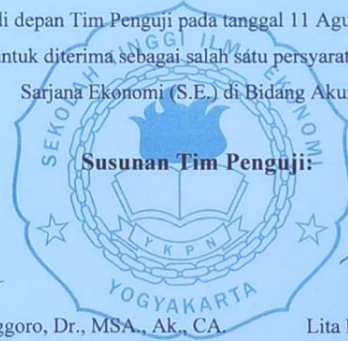 di depan Tim Penguji pada tanggal 11 Agu
untuk diterima sebagai salah satu persyarat
Sarjana Ekonomi (S.E.) di Bidang Aku
SEKOLAH TINGGI ILMU EKONOMI
Susunan Tim Penguji:
Y K P N
YOGYAKARTA
ggoro, Dr., MSA., Ak., CA.
Lita